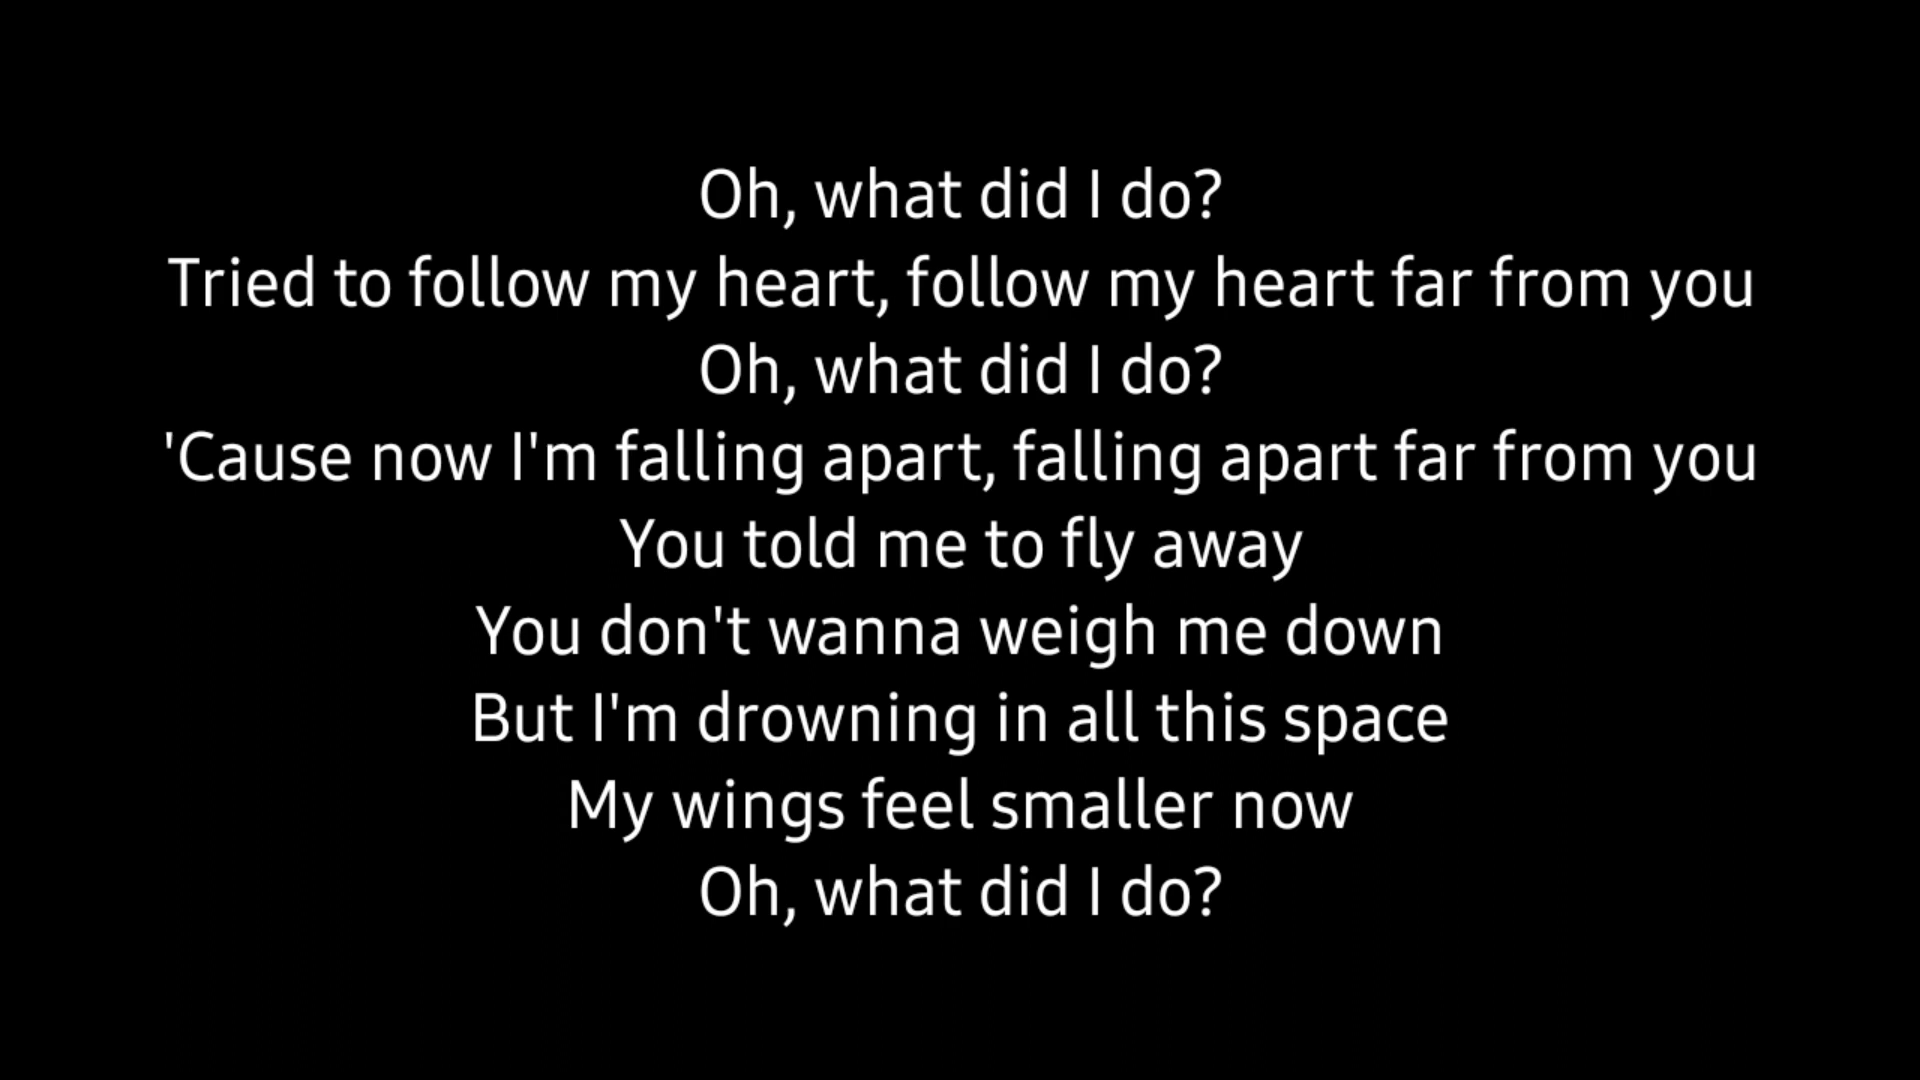 Oh, what did I do?
Tried to follow my heart, follow my heart far from you
Oh, what did I do?
'Cause now I'm falling apart, falling apart far from you
You told me to fly away
You don't wanna weigh me down
But I'm drowning in all this space
My wings feel smaller now
Oh, what did I do?